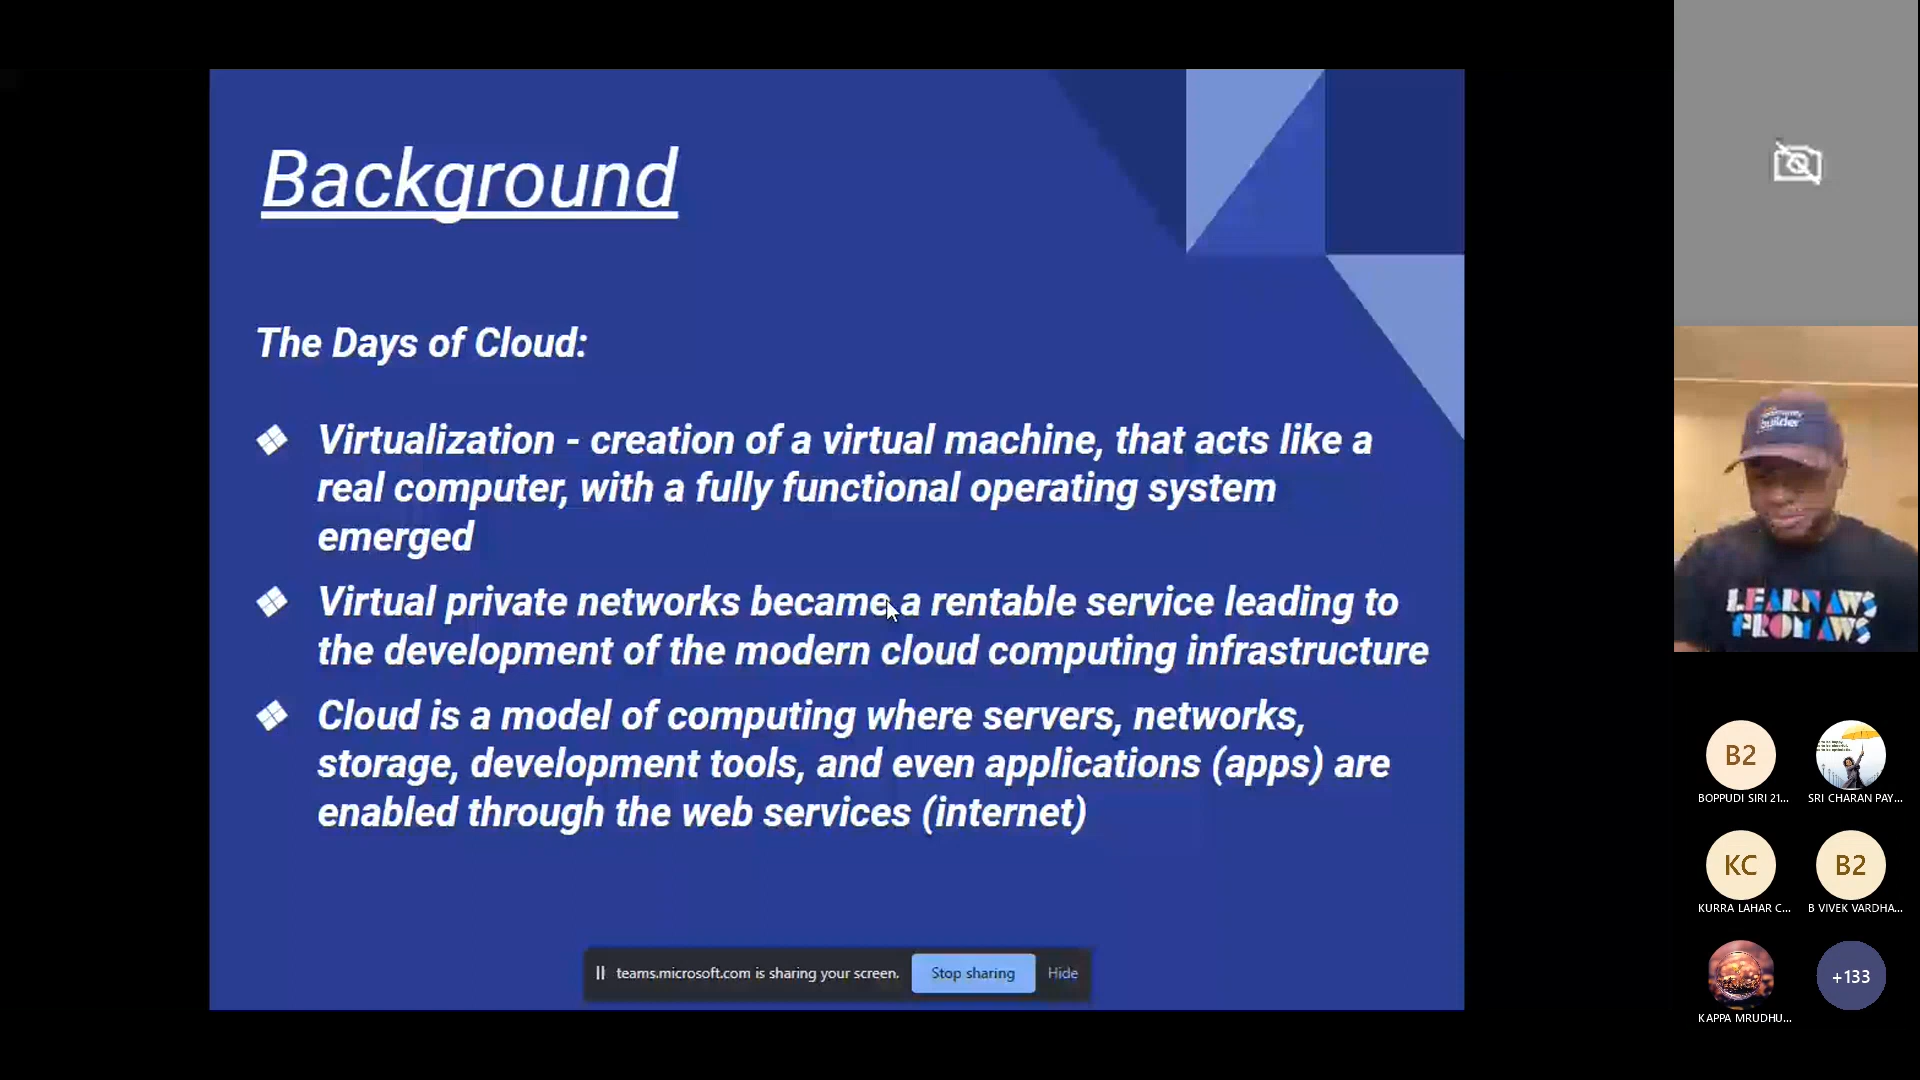 Background
The Days of Cloud:
Virtualization - creation of a virtual machine, that acts like a
real computer, with a fully functional operating system
emerged
Virtual private networks became a rentable service leading to
the development of the modern cloud computing infrastructure
Cloud is a model of computing where servers, networks,
storage, development tools, and even applications (apps) are
enabled through the web services (internet)
teams.microsoft.com is sharing your screen. Stop sharing Hide
builder
LEARN AWS
FROM AWS
B2
BOPPUDI SIRI 21...
SRI CHARAN PAY...
KC B2
KURRA LAHAR C... B VIVEK VARDHA...
+133
KAPPA MRUDHU...